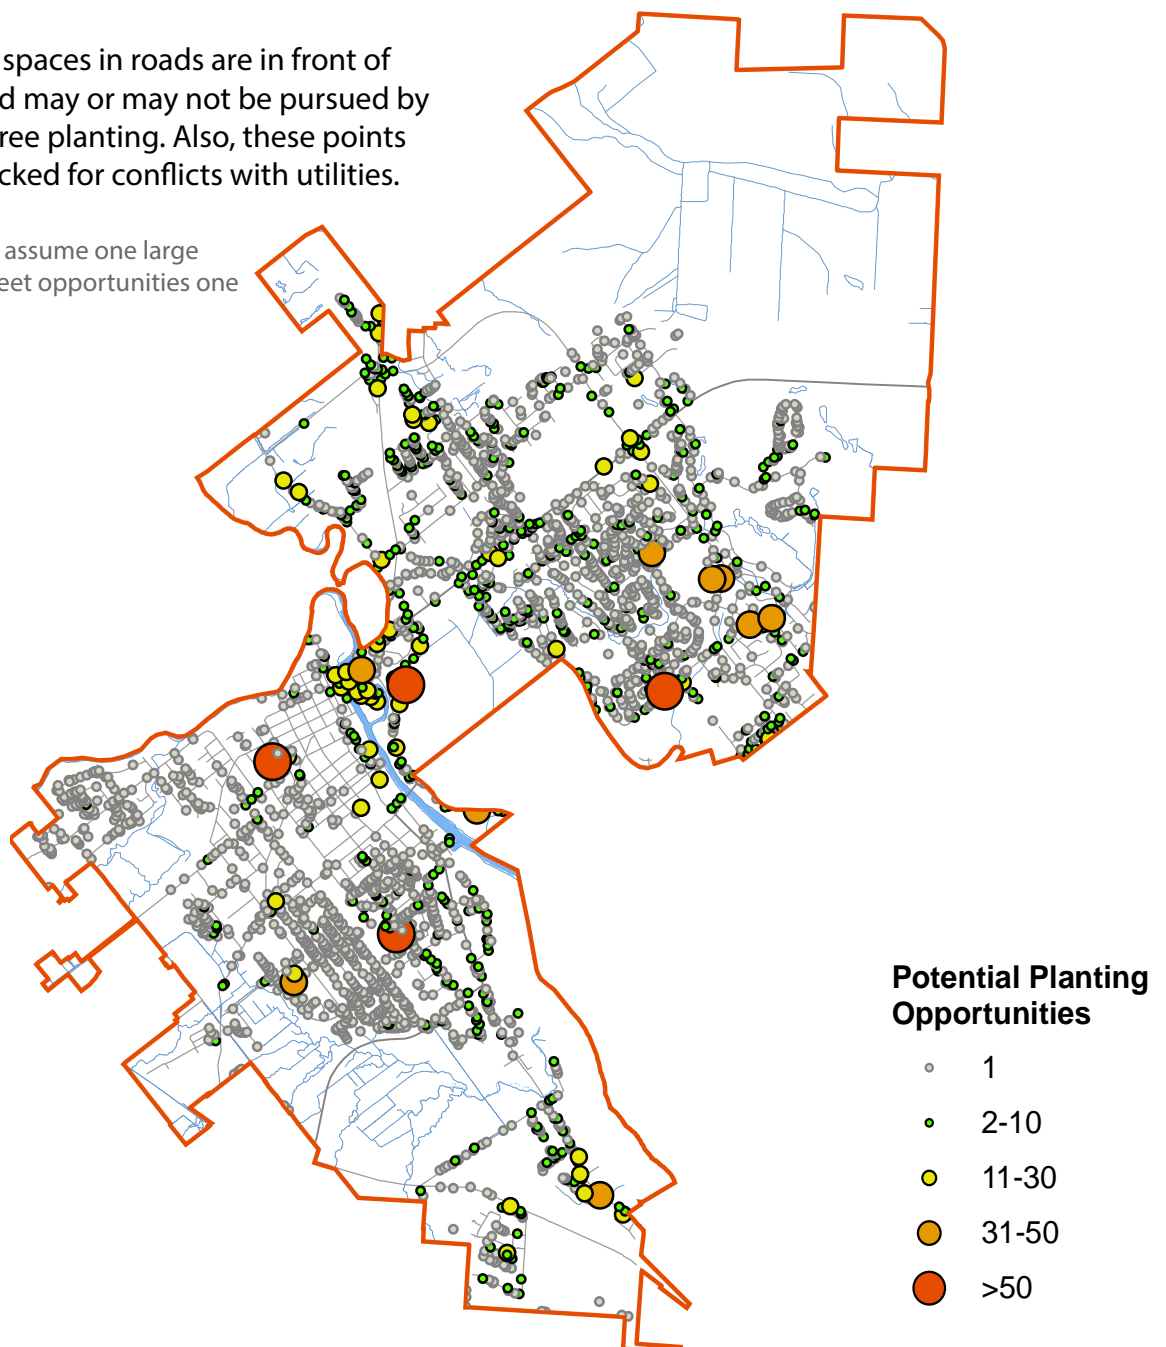 spaces in roads are in front of
d may or may not be pursued by
ree planting. Also, these points
cked for conflicts with utilities.
assume one large
eet opportunities one
Potential Planting
Opportunities
1
2-10
11-30
31-50
>50